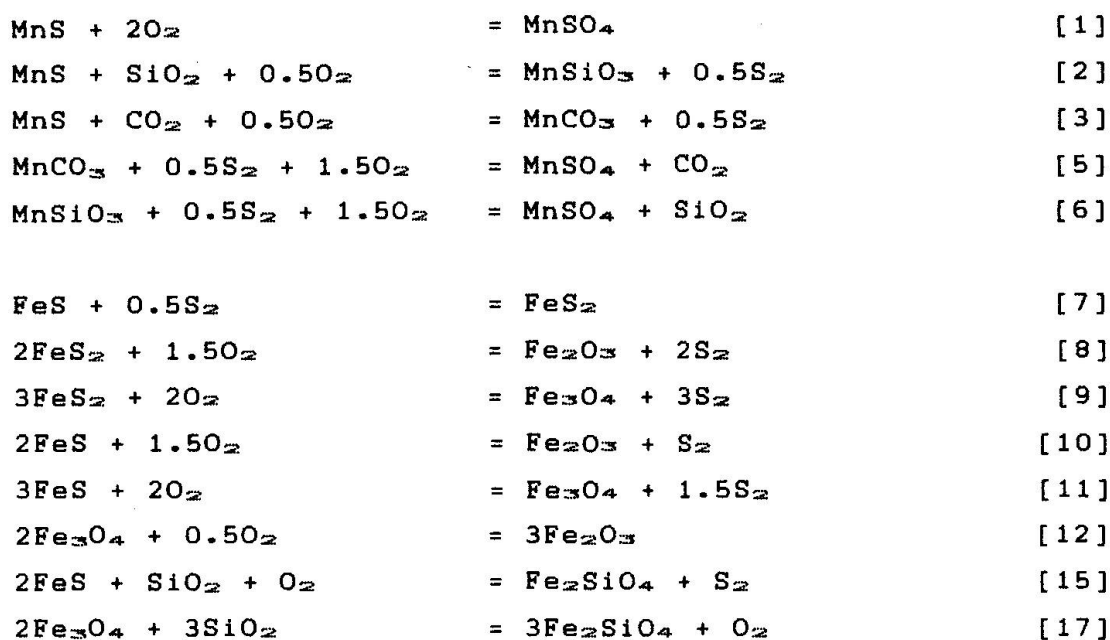 MnS + 2O₂ = MnSO₄ [1]
MnS + SiO₂ + 0.5O₂ = MnSiO₃ + 0.5S₂ [2]
MnS + CO₂ + 0.5O₂ = MnCO₃ + 0.5S₂ [3]
MnCO₃ + 0.5S₂ + 1.5O₂ = MnSO₄ + CO₂ [5]
MnSiO₃ + 0.5S₂ + 1.5O₂ = MnSO₄ + SiO₂ [6]
FeS + 0.5S₂ = FeS₂ [7]
2FeS₂ + 1.5O₂ = Fe₂O₃ + 2S₂ [8]
3FeS₂ + 2O₂ = Fe₃O₄ + 3S₂ [9]
2FeS + 1.5O₂ = Fe₂O₃ + S₂ [10]
3FeS + 2O₂ = Fe₃O₄ + 1.5S₂ [11]
2Fe₃O₄ + 0.5O₂ = 3Fe₂O₃ [12]
2FeS + SiO₂ + O₂ = Fe₂SiO₄ + S₂ [15]
2Fe₃O₄ + 3SiO₂ = 3Fe₂SiO₄ + O₂ [17]